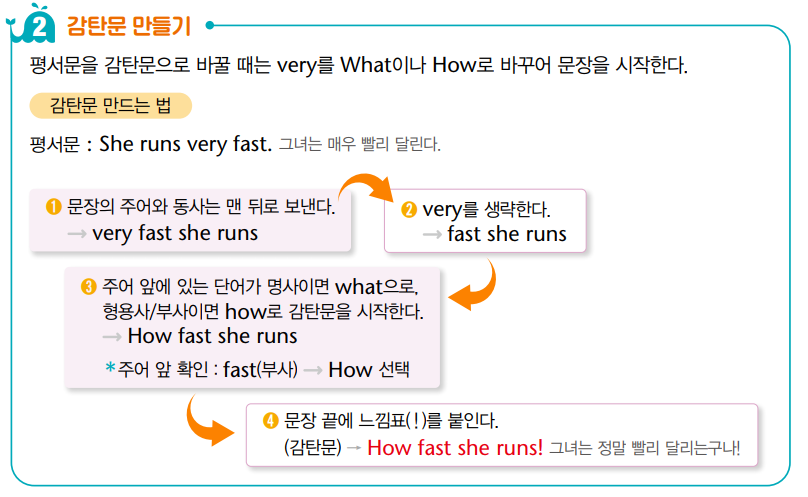 2 감탄문 만들기
평서문을 감탄문으로 바꿀 때는 very를 What이나 How로 바꾸어 문장을 시작한다.
감탄문 만드는 법
평서문 : She runs very fast. 그녀는 매우 빨리 달린다.
❶ 문장의 주어와 동사는 맨 뒤로 보낸다.
→ very fast she runs
❷ very를 생략한다.
→ fast she runs
❸ 주어 앞에 있는 단어가 명사이면 what으로,
형용사/부사이면 how로 감탄문을 시작한다.
→ How fast she runs
*주어 앞 확인 : fast(부사) → How 선택
❹ 문장 끝에 느낌표(!)를 붙인다.
(감탄문) → How fast she runs! 그녀는 정말 빨리 달리는구나!